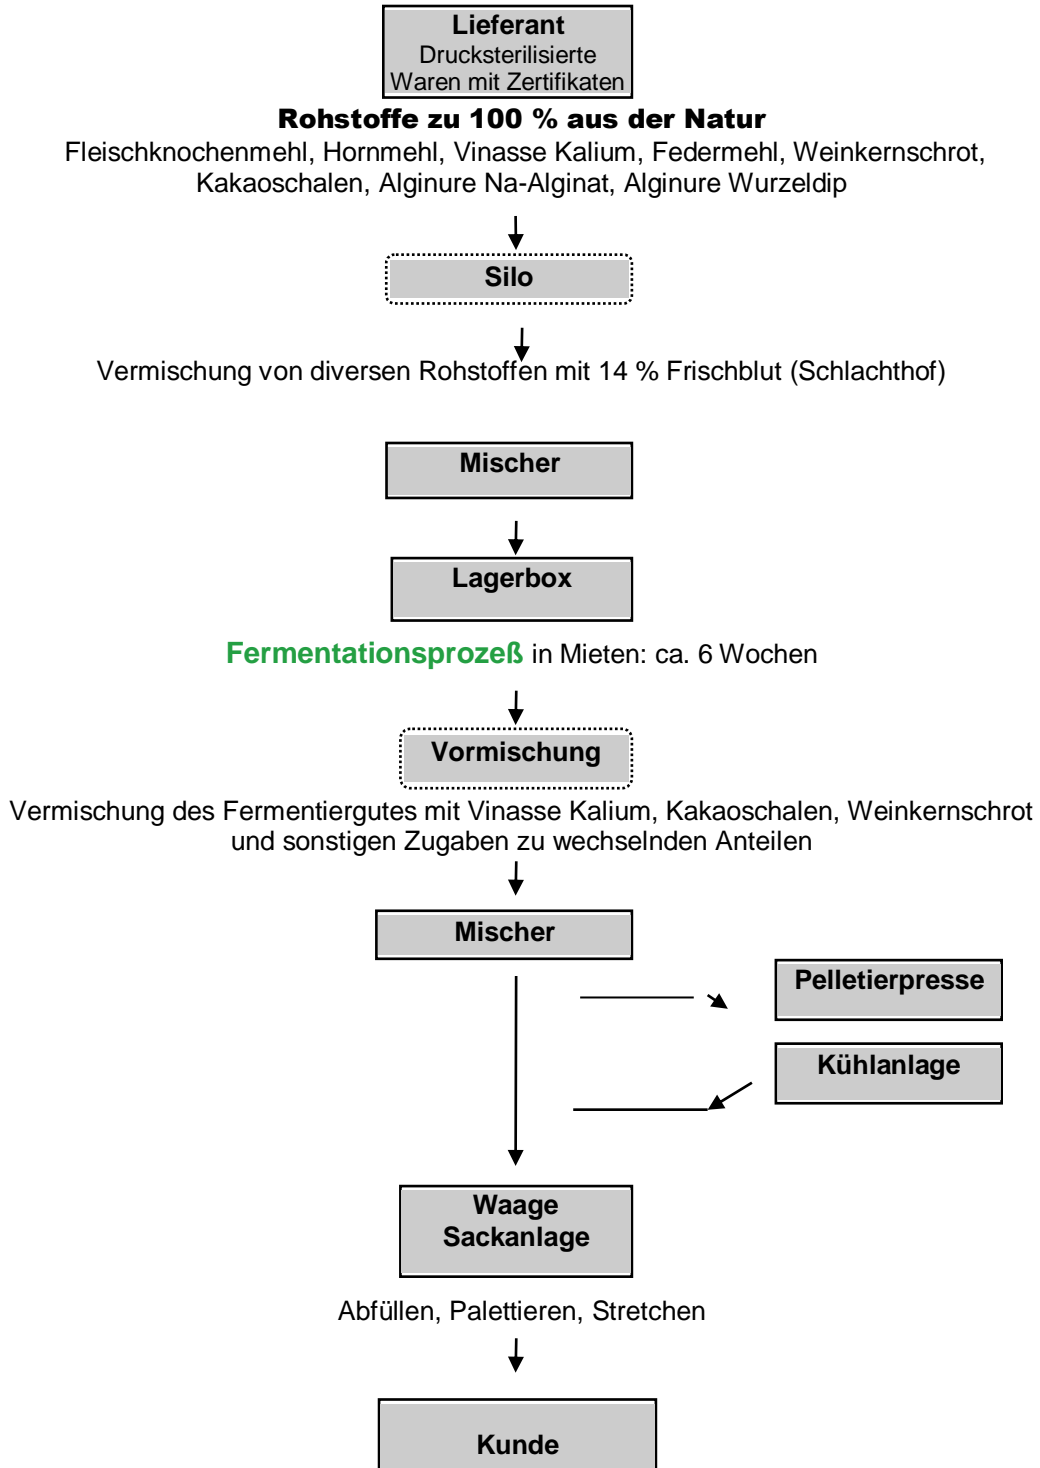 Lieferant
Drucksterilisierte
Waren mit Zertifikaten
Rohstoffe zu 100 % aus der Natur
Fleischknochenmehl, Hornmehl, Vinasse Kalium, Federmehl, Weinkernschrot,
Kakaoschalen, Alginure Na-Alginat, Alginure Wurzeldip
Silo
Vermischung von diversen Rohstoffen mit 14 % Frischblut (Schlachthof)
Mischer
Lagerbox
Fermentationsprozeß in Mieten: ca. 6 Wochen
Vormischung
Vermischung des Fermentiergutes mit Vinasse Kalium, Kakaoschalen, Weinkernschrot
und sonstigen Zugaben zu wechselnden Anteilen
Mischer
Pelletierpresse
Kühlanlage
Waage
Sackanlage
Abfüllen, Palettieren, Stretchen
Kunde